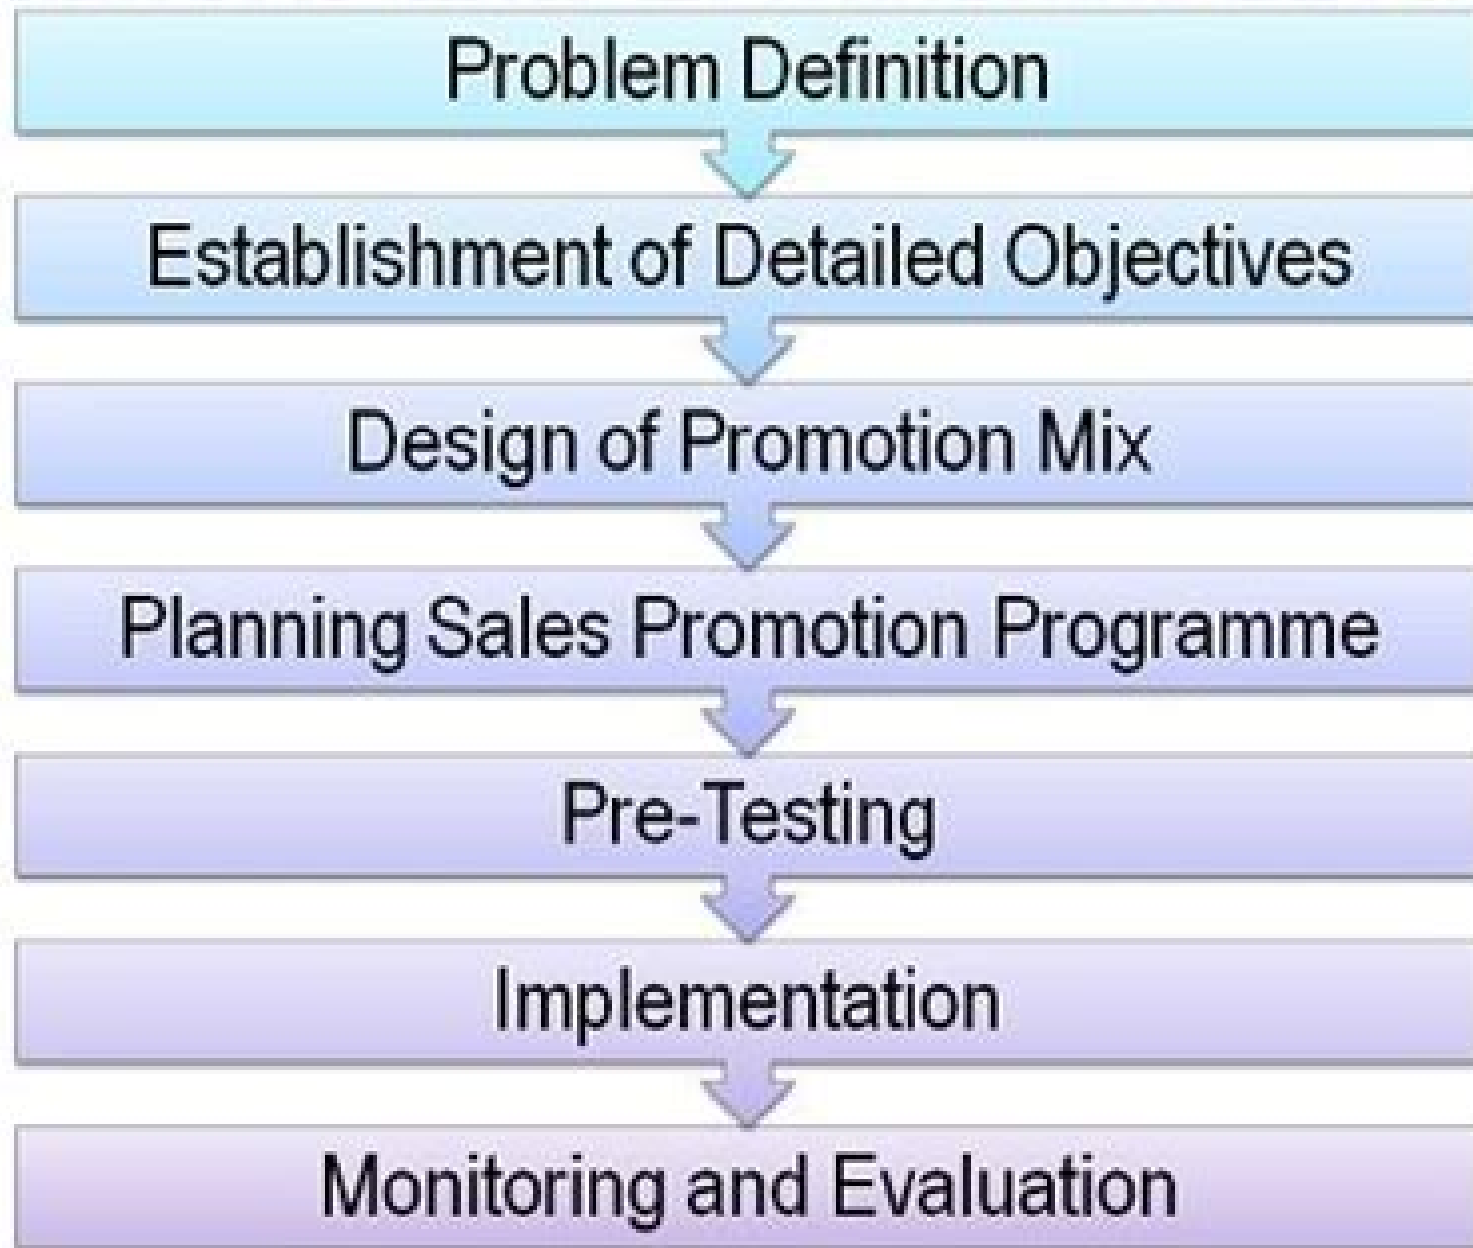 Problem Definition
Establishment of Detailed Objectives
Design of Promotion Mix
Planning Sales Promotion Programme
Pre-Testing
Implementation
Monitoring and Evaluation